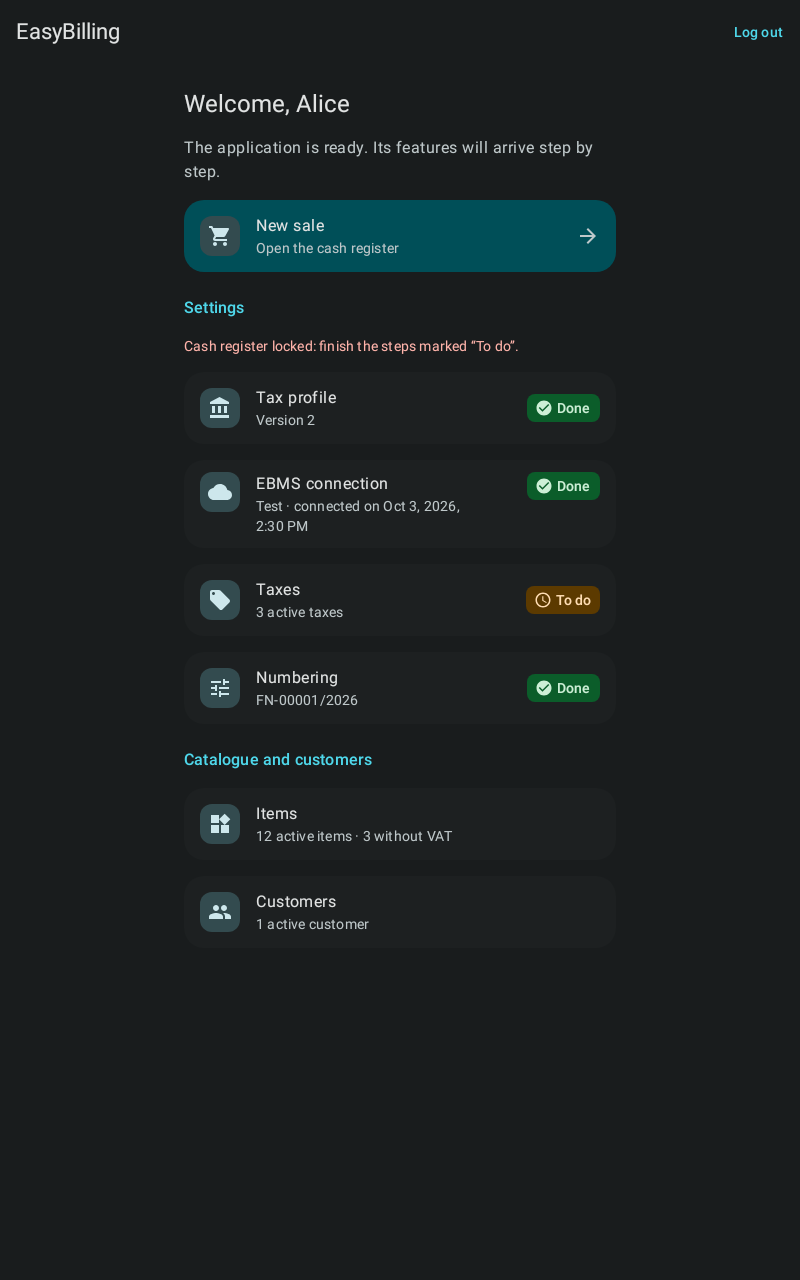 EasyBilling
Log out
Welcome, Alice
The application is ready. Its features will arrive step by
step.
New sale
Open the cash register
Settings
Cash register locked: finish the steps marked “To do”.
Tax profile
Version 2
Done
EBMS connection
Test · connected on Oct 3, 2026,
2:30 PM
Done
Taxes
3 active taxes
To do
Numbering
FN-00001/2026
Done
Catalogue and customers
Items
12 active items · 3 without VAT
Customers
1 active customer